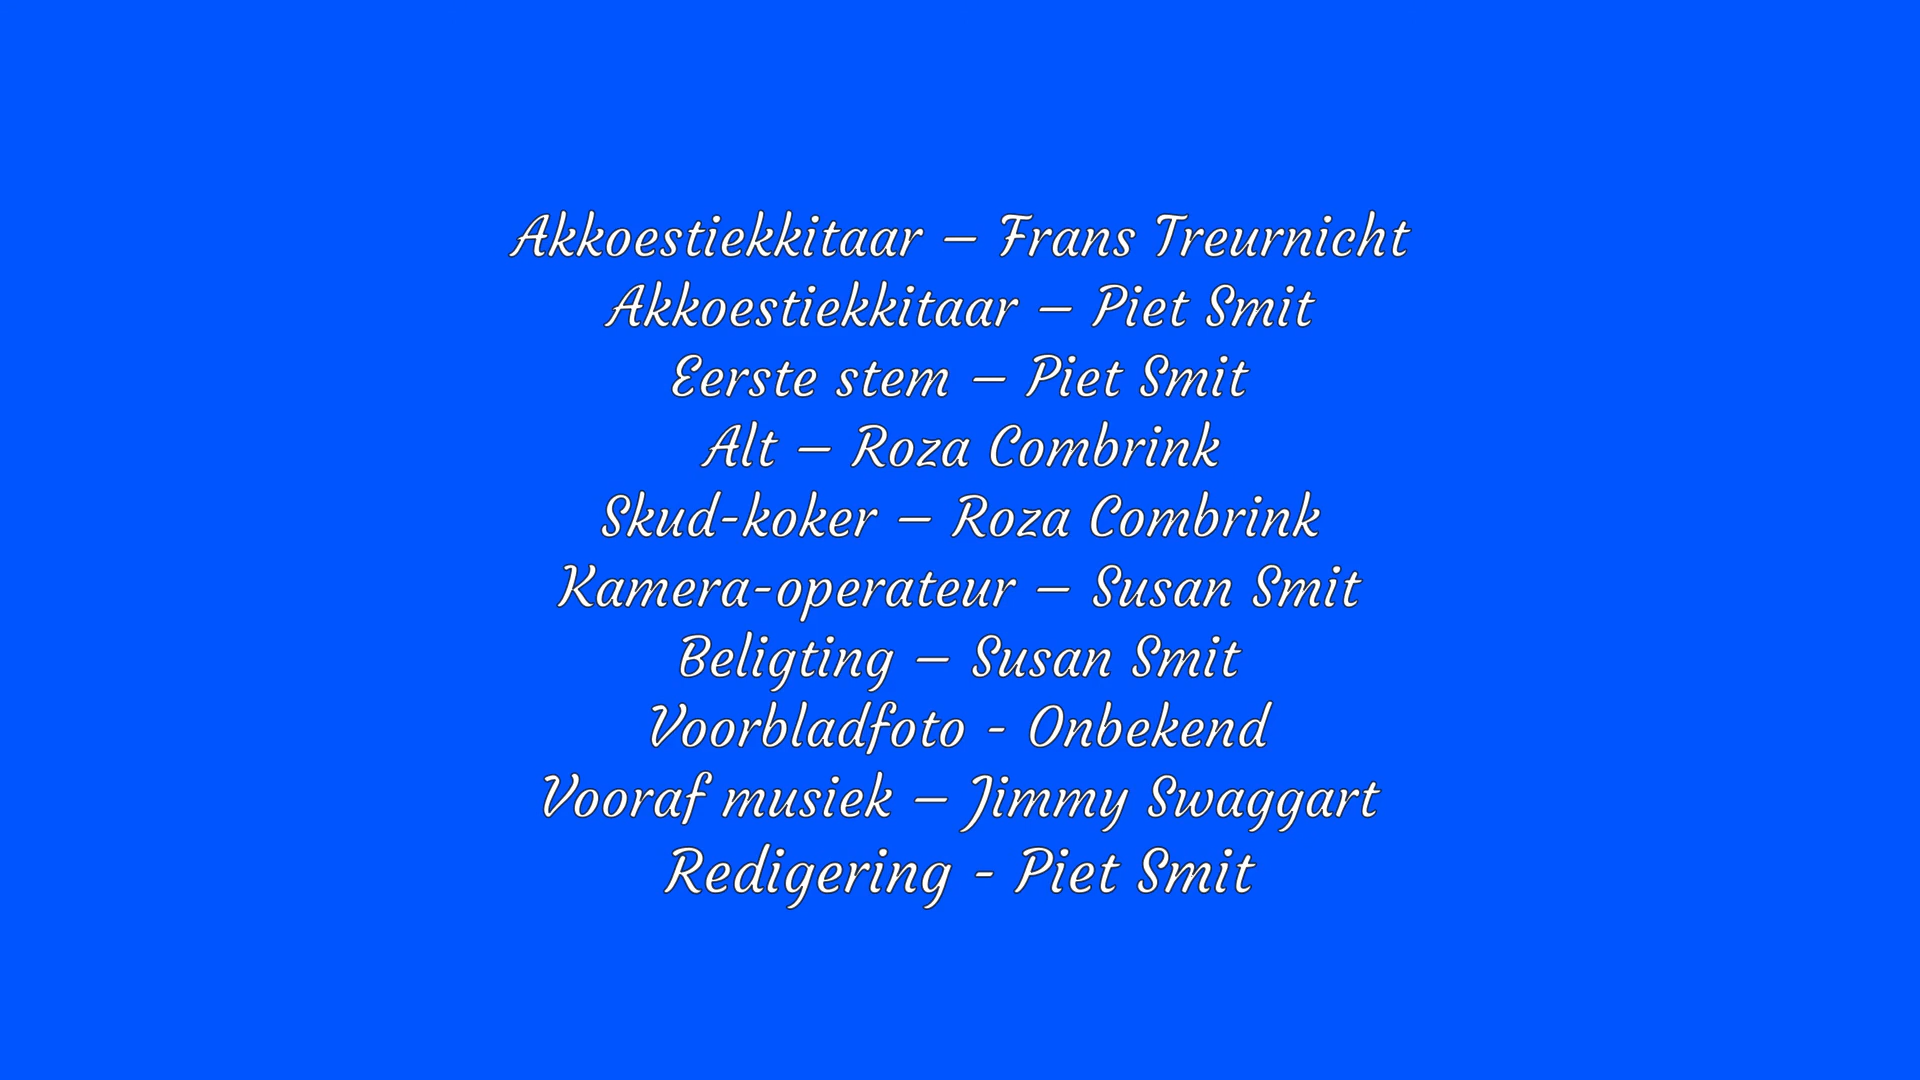 Akkoestiekkitaar – Frans Treurnicht
Akkoestiekkitaar – Piet Smit
Eerste stem – Piet Smit
Alt – Roza Combrink
Skud-koker – Roza Combrink
Kamera-operateur – Susan Smit
Beligting – Susan Smit
Voorbladfoto - Onbekend
Vooraf musiek – Jimmy Swaggart
Redigering - Piet Smit